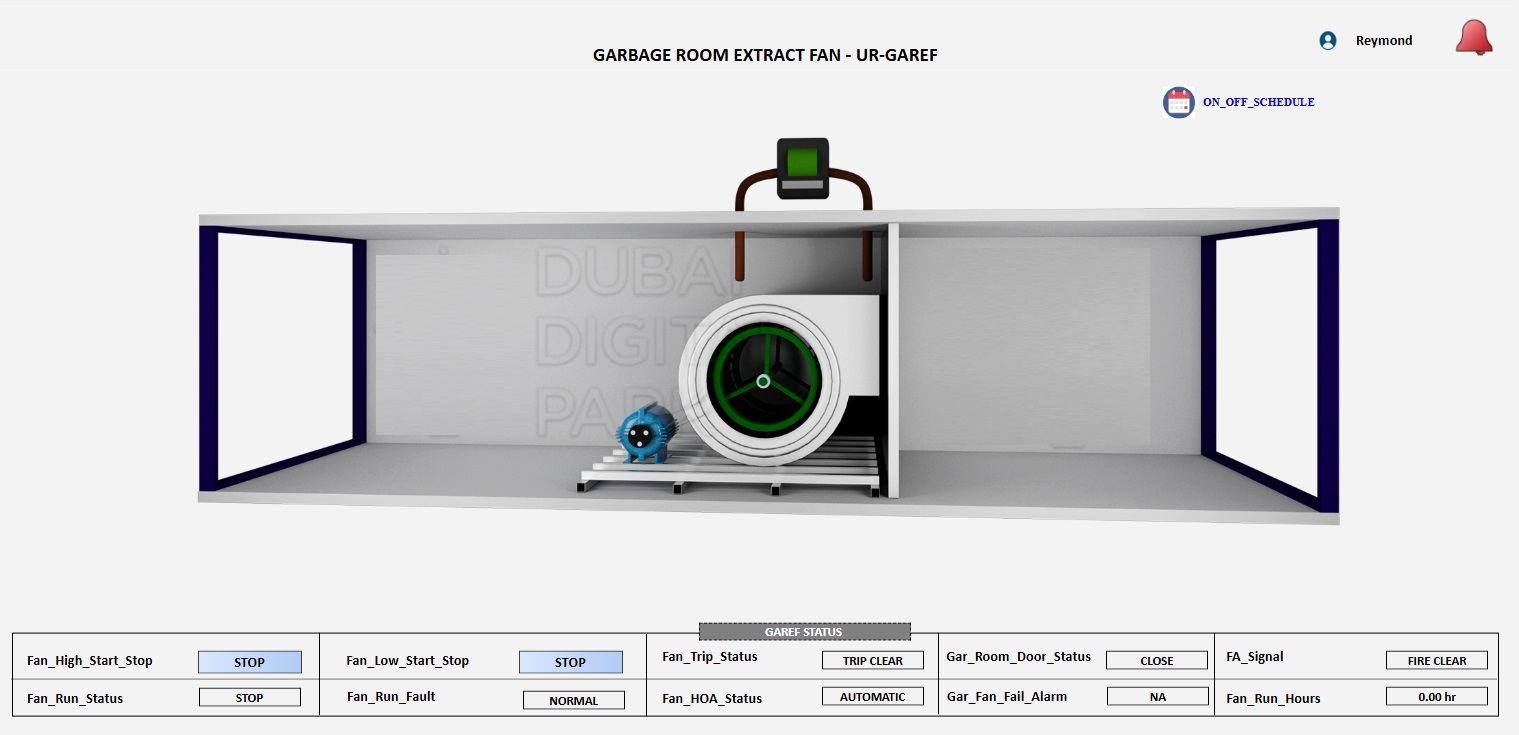 GARBAGE ROOM EXTRACT FAN - UR-GAREF
Reymond
ON_OFF_SCHEDULE
DUBAI
DIGIT
PARK
GAREF STATUS
Fan_High_Start_Stop STOP
Fan_Low_Start_Stop STOP
Fan_Trip_Status TRIP CLEAR
Gar_Room_Door_Status CLOSE
FA_Signal FIRE CLEAR
Fan_Run_Status STOP
Fan_Run_Fault NORMAL
Fan_HOA_Status AUTOMATIC
Gar_Fan_Fail_Alarm NA
Fan_Run_Hours 0.00 hr